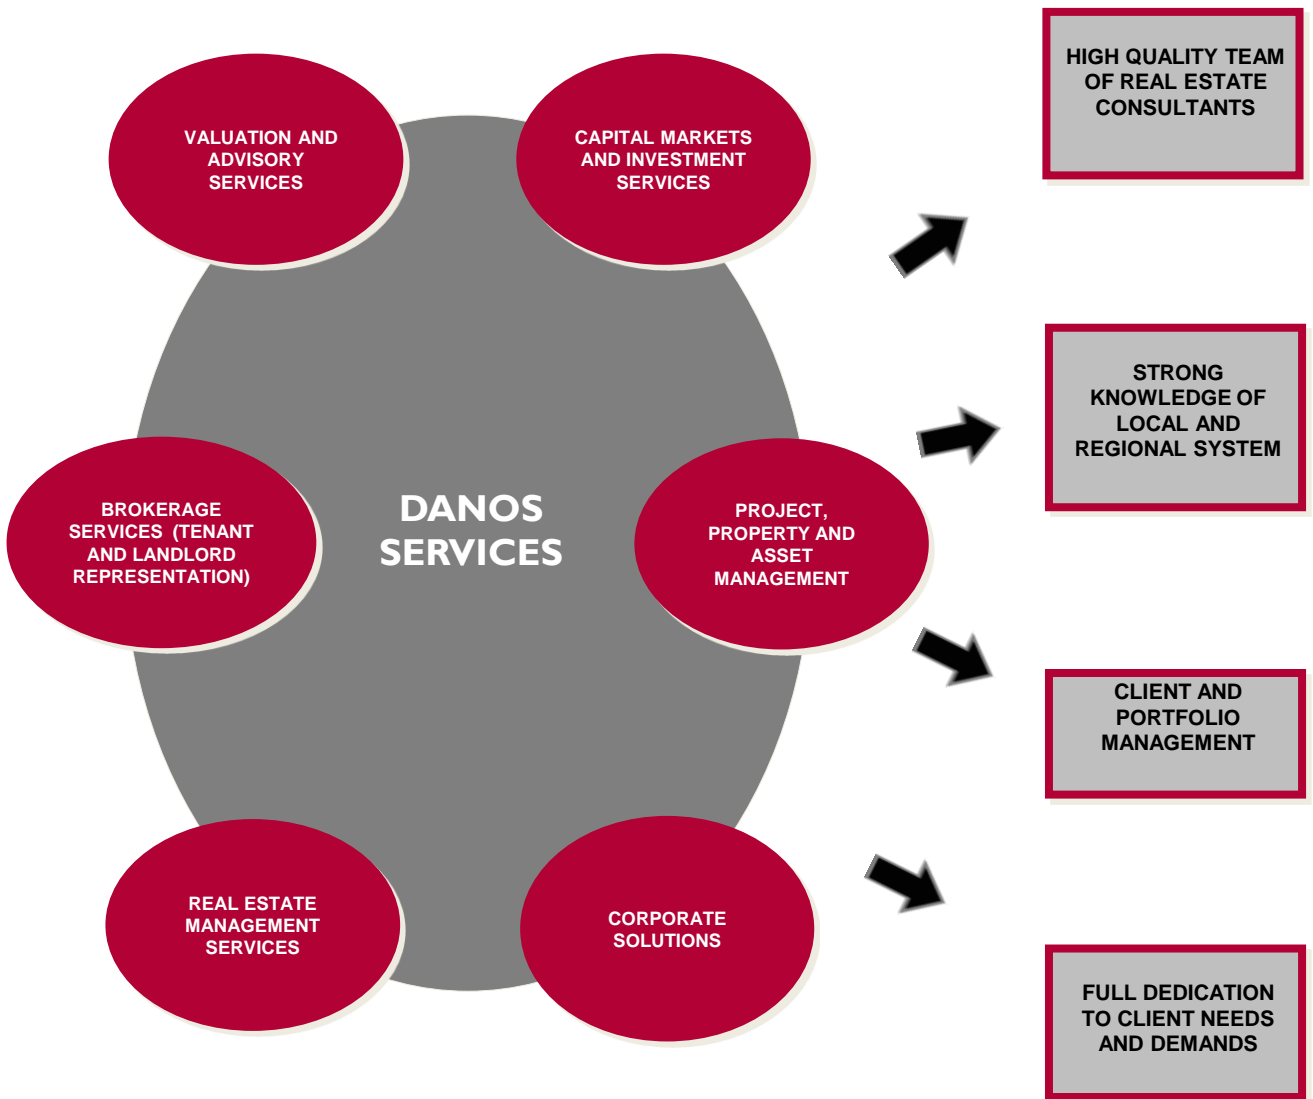 VALUATION AND
ADVISORY
SERVICES
CAPITAL MARKETS
AND INVESTMENT
SERVICES
BROKERAGE
SERVICES (TENANT
AND LANDLORD
REPRESENTATION)
DANOS
SERVICES
PROJECT,
PROPERTY AND
ASSET
MANAGEMENT
REAL ESTATE
MANAGEMENT
SERVICES
CORPORATE
SOLUTIONS
HIGH QUALITY TEAM
OF REAL ESTATE
CONSULTANTS
STRONG
KNOWLEDGE OF
LOCAL AND
REGIONAL SYSTEM
CLIENT AND
PORTFOLIO
MANAGEMENT
FULL DEDICATION
TO CLIENT NEEDS
AND DEMANDS